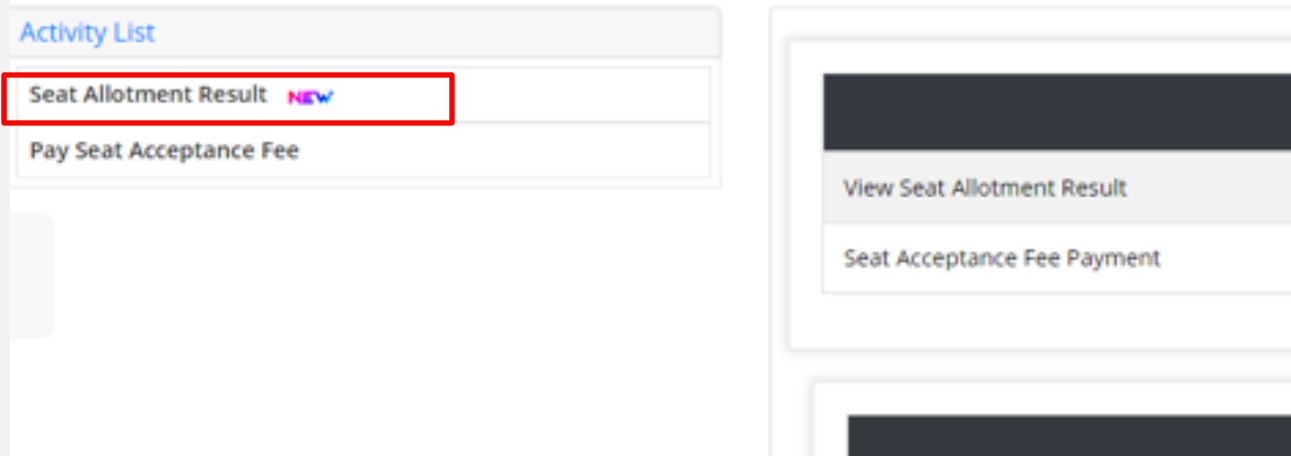 Activity List
Seat Allotment Result NEW
Pay Seat Acceptance Fee
View Seat Allotment Result
Seat Acceptance Fee Payment